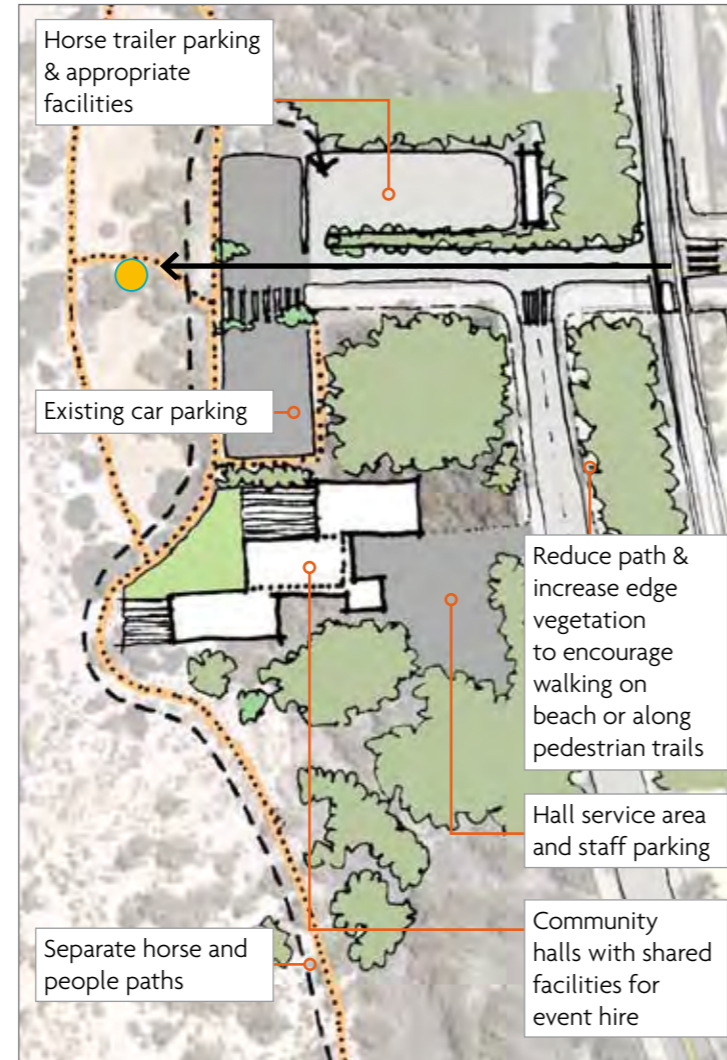 Horse trailer parking
& appropriate
facilities
Existing car parking
Reduce path &
increase edge
vegetation
to encourage
walking on
beach or along
pedestrian trails
Hall service area
and staff parking
Community
halls with shared
facilities for
event hire
Separate horse and
people paths